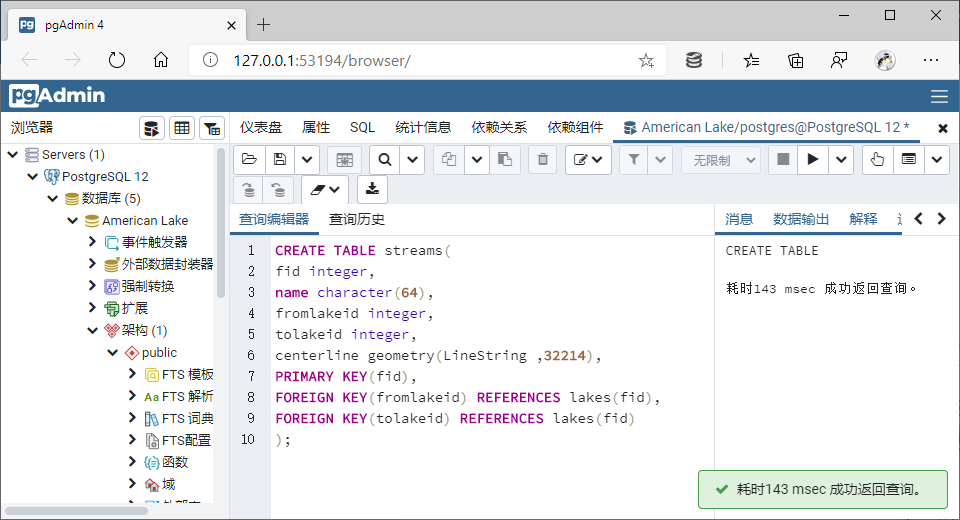 pgAdmin 4
127.0.0.1:53194/browser/
pgAdmin
浏览器
仪表盘 属性 SQL 统计信息 依赖关系 依赖组件 American Lake/postgres@PostgreSQL 12 *
Servers (1)
PostgreSQL 12
数据库 (5)
American Lake
事件触发器
外部数据封装器
强制转换
扩展
架构 (1)
public
FTS 模板
FTS 解析
FTS 词典
FTS配置
函数
域
无限制
查询编辑器 查询历史
1 CREATE TABLE streams(
2 fid integer,
3 name character(64),
4 fromlakeid integer,
5 tolakeid integer,
6 centerline geometry(LineString ,32214),
7 PRIMARY KEY(fid),
8 FOREIGN KEY(fromlakeid) REFERENCES lakes(fid),
9 FOREIGN KEY(tolakeid) REFERENCES lakes(fid)
10 );
消息 数据输出 解释
CREATE TABLE
耗时143 msec 成功返回查询。
耗时143 msec 成功返回查询。